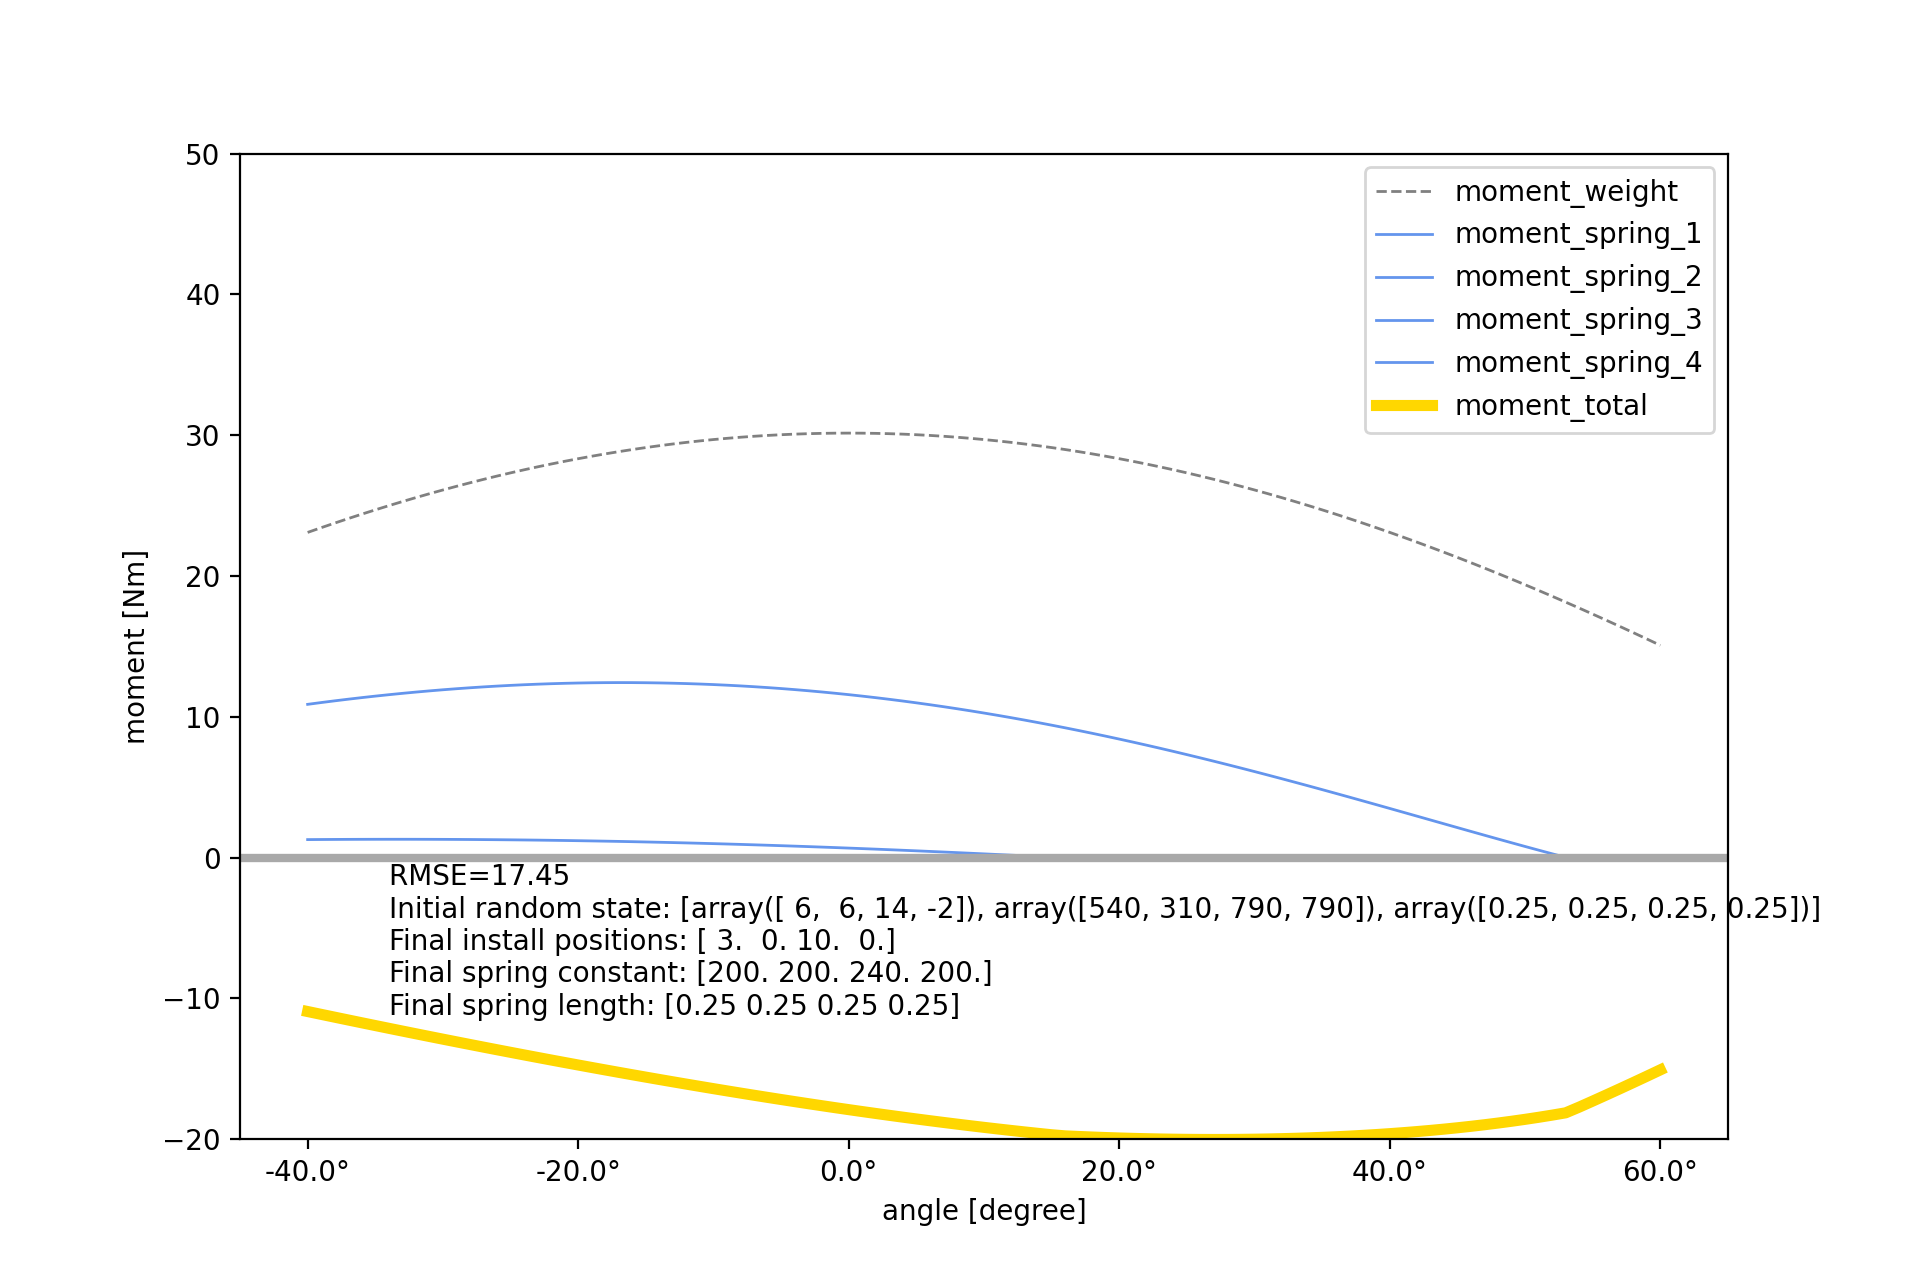 50
40
30
20
10
0
−10
−20
moment [Nm]
moment_weight
moment_spring_1
moment_spring_2
moment_spring_3
moment_spring_4
moment_total
RMSE=17.45
Initial random state: [array([ 6,  6, 14, -2]), array([540, 310, 790, 790]), array([0.25, 0.25, 0.25, 0.25])]
Final install positions: [ 3.  0. 10.  0.]
Final spring constant: [200. 200. 240. 200.]
Final spring length: [0.25 0.25 0.25 0.25]
-40.0° -20.0° 0.0° 20.0° 40.0° 60.0°
angle [degree]